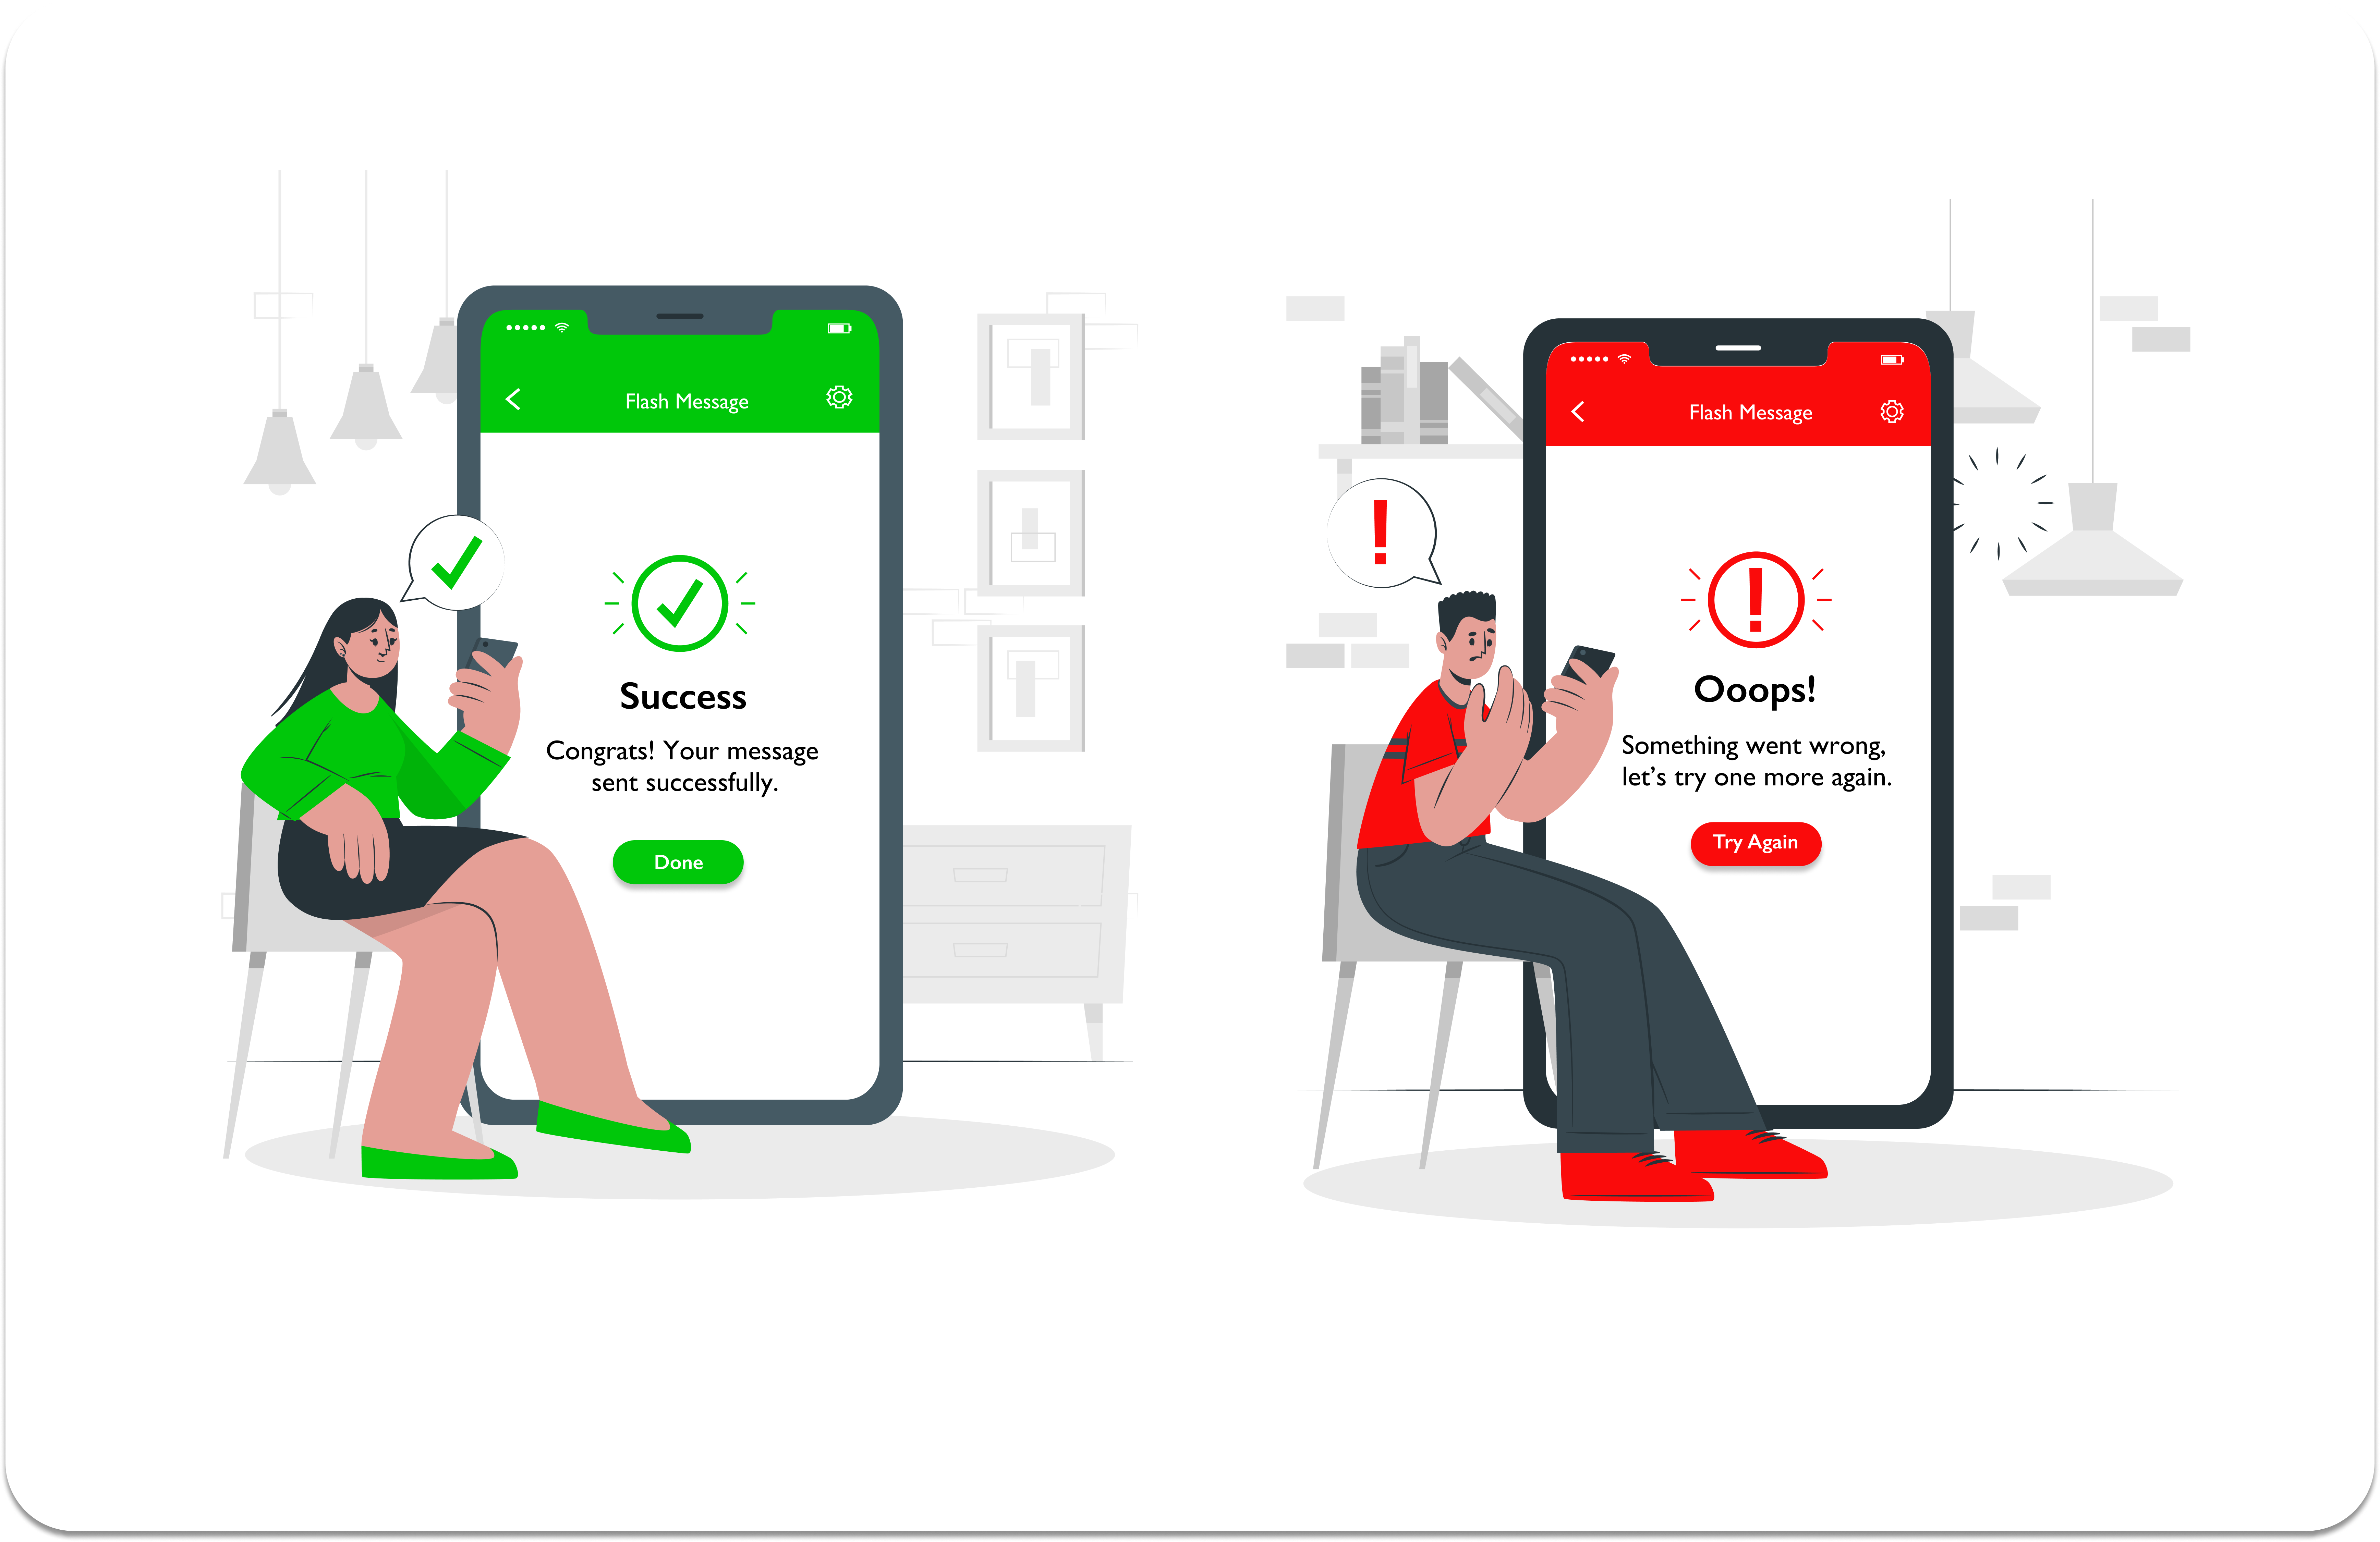 Flash Message
Success
Congrats! Your message
sent successfully.
Done
Flash Message
Ooops!
Something went wrong,
let's try one more again.
Try Again